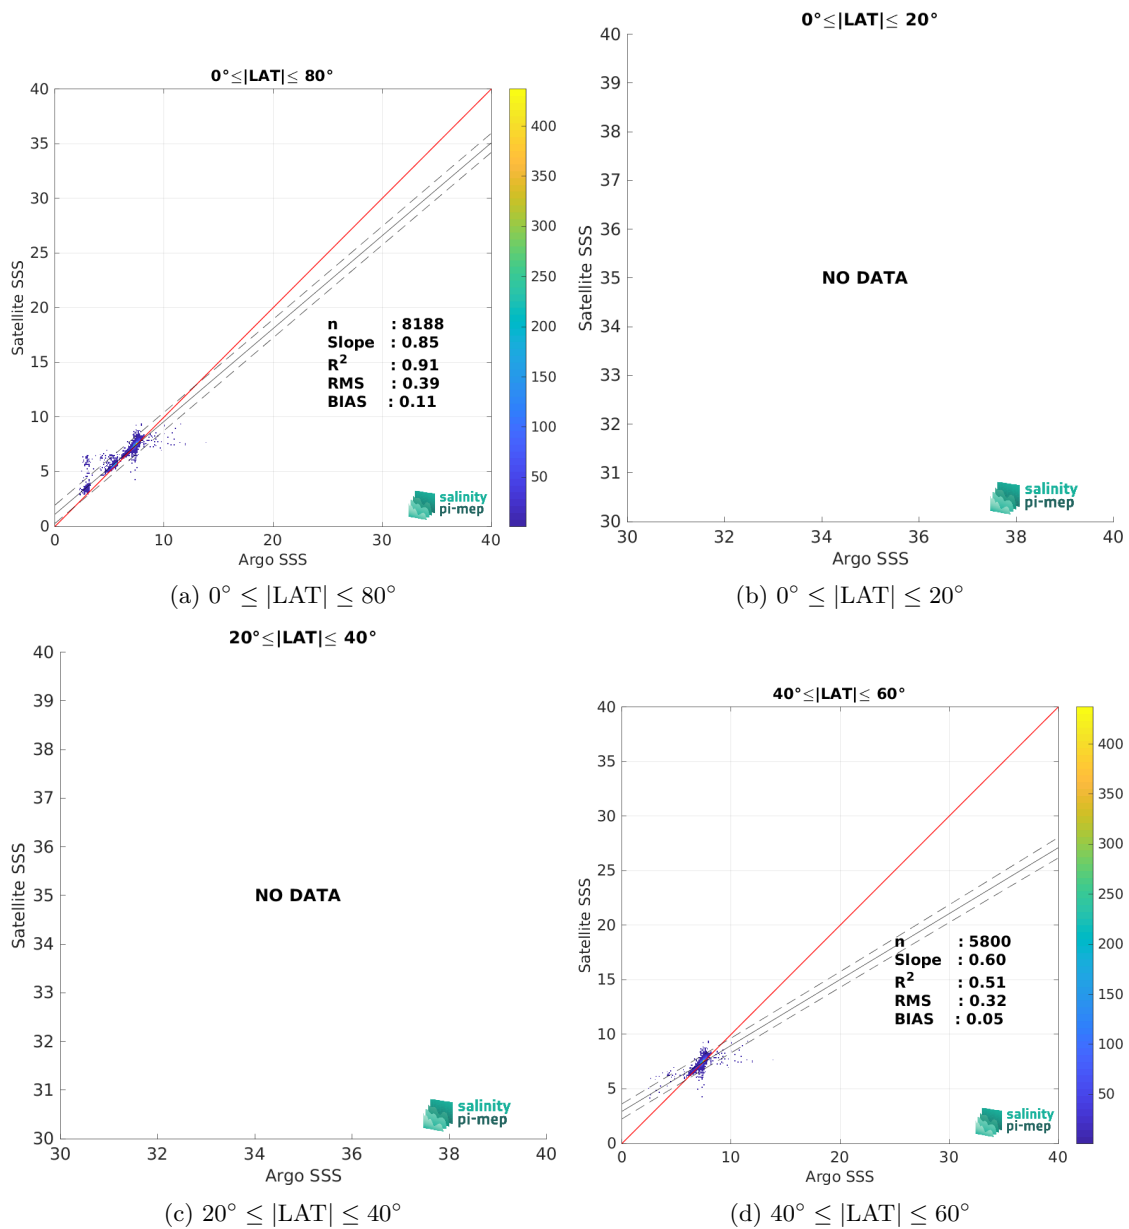 0°≤|LAT|≤ 80°
40
35
30
25
20
15
10
5
0
0
10
20
30
40
Satellite SSS
Argo SSS
n : 8188
Slope : 0.85
R² : 0.91
RMS : 0.39
BIAS : 0.11
salinity
pi-mep
400
350
300
250
200
150
100
50
(a) 0° ≤ |LAT| ≤ 80°
0°≤|LAT|≤ 20°
40
39
38
37
36
35
34
33
32
31
30
30
32
34
36
38
40
Satellite SSS
Argo SSS
NO DATA
salinity
pi-mep
(b) 0° ≤ |LAT| ≤ 20°
20°≤|LAT|≤ 40°
40
39
38
37
36
35
34
33
32
31
30
30
32
34
36
38
40
Satellite SSS
Argo SSS
NO DATA
salinity
pi-mep
(c) 20° ≤ |LAT| ≤ 40°
40°≤|LAT|≤ 60°
40
35
30
25
20
15
10
5
0
0
10
20
30
40
Satellite SSS
Argo SSS
n : 5800
Slope : 0.60
R² : 0.51
RMS : 0.32
BIAS : 0.05
salinity
pi-mep
400
350
300
250
200
150
100
50
(d) 40° ≤ |LAT| ≤ 60°